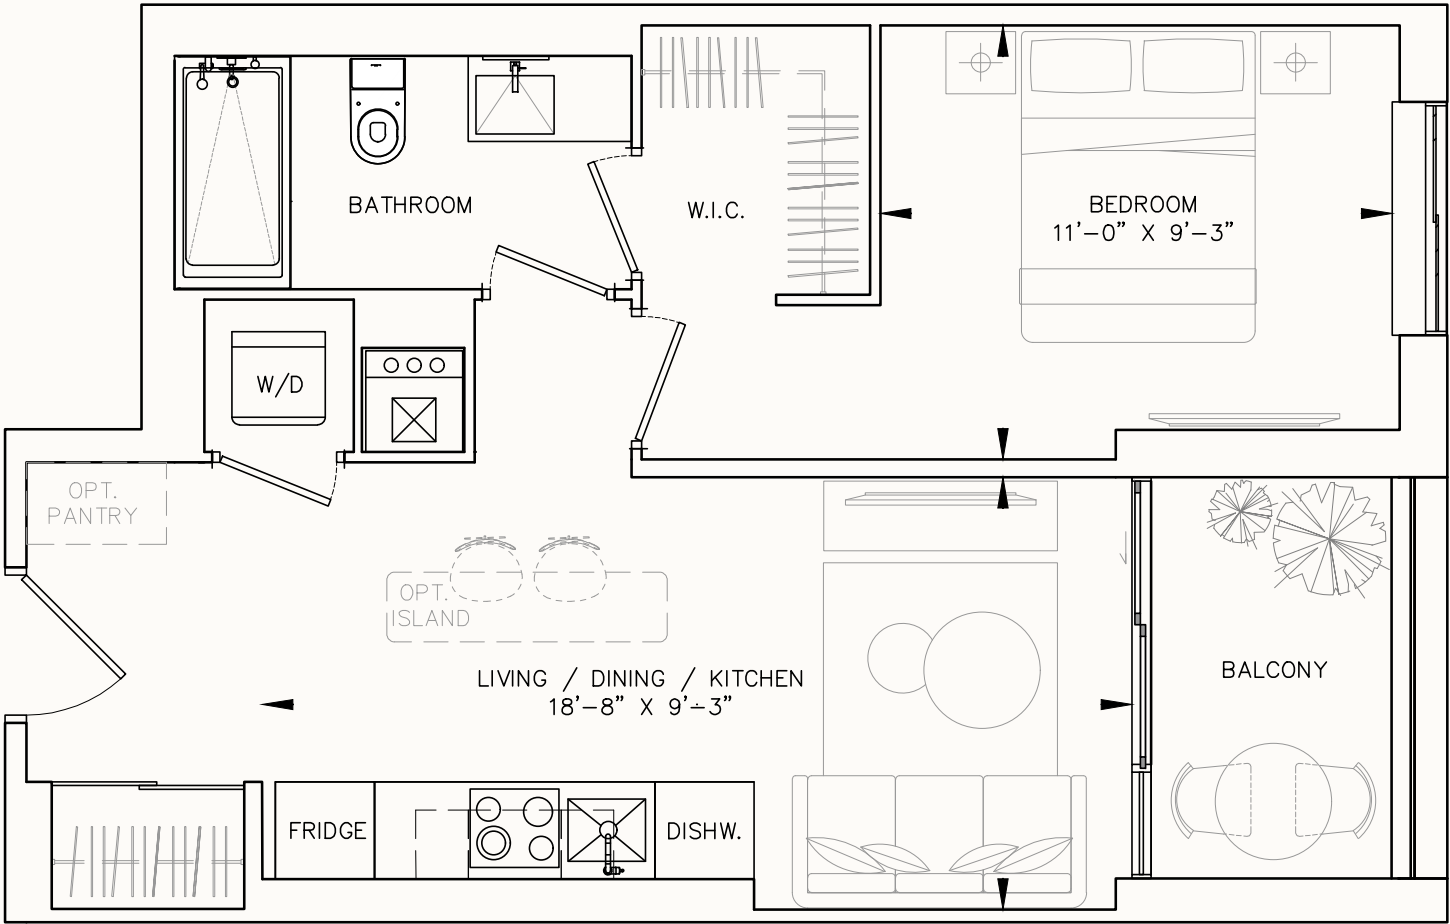 BATHROOM
W.I.C.
BEDROOM
11'-0" X 9'-3"
W/D
OPT.
PANTRY
OPT.
ISLAND
LIVING / DINING / KITCHEN
18'-8" X 9'-3"
BALCONY
FRIDGE
DISHW.